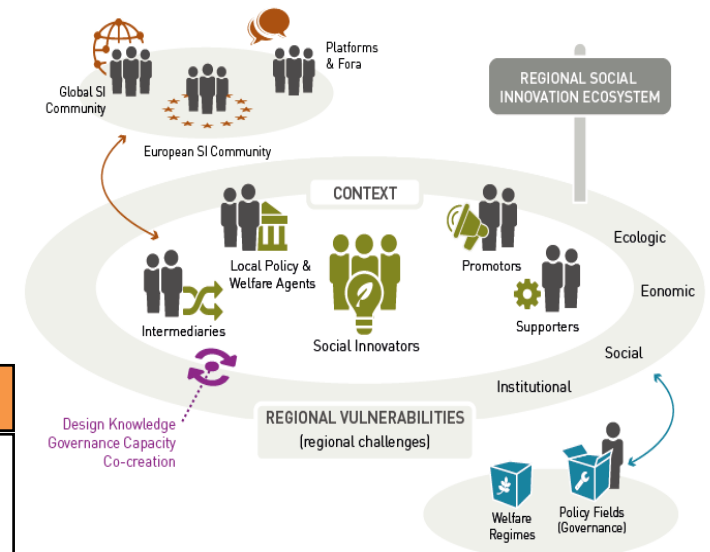 Platforms
& Fora
Global SI
Community
European SI Community
REGIONAL SOCIAL
INNOVATION ECOSYSTEM
CONTEXT
Local Policy &
Welfare Agents
Promotors
Ecologic
Eonomic
Intermediaries
Social Innovators
Supporters
Social
Institutional
Design Knowledge
Governance Capacity
Co-creation
REGIONAL VULNERABILITIES
(regional challenges)
Welfare
Regimes
Policy Fields
(Governance)